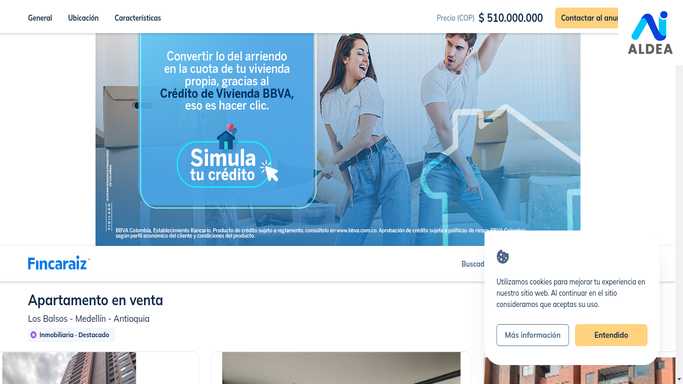 General Ubicación Características Precio (COP) $ 510.000.000 Contactar al anun
ALDEA
Convertir lo del arriendo
en la cuota de tu vivienda
propia, gracias al
Crédito de Vivienda BBVA,
eso es hacer clic.
Simula
tu crédito
BBVA Colombia, Establecimiento Bancario. Producto de crédito sujeto a reglamento, consúltelo en www.bbva.com.co. Aprobación de crédito sujeta a políticas de riesgo BBVA Colombia,
según perfil económico del cliente y condiciones del producto.
Fincaraiz Buscad
Apartamento en venta
Los Balsos - Medellín - Antioquia
Inmobiliaria - Destacado
Utilizamos cookies para mejorar tu experiencia en
nuestro sitio web. Al continuar en el sitio
consideramos que aceptas su uso.
Más información Entendido